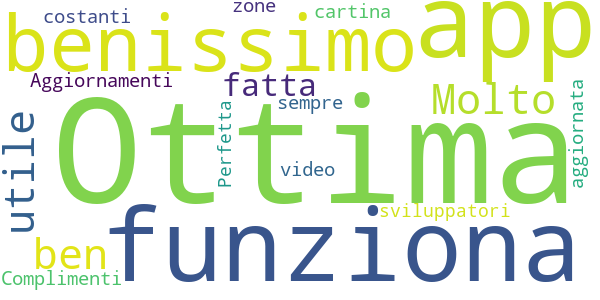 costanti
zone
cartina
benissimo
app
Aggiornamenti
fatta
sempre
Molto
Ottima
utile
Perfetta
aggiornata
video
sviluppatori
ben
funziona
Complimenti